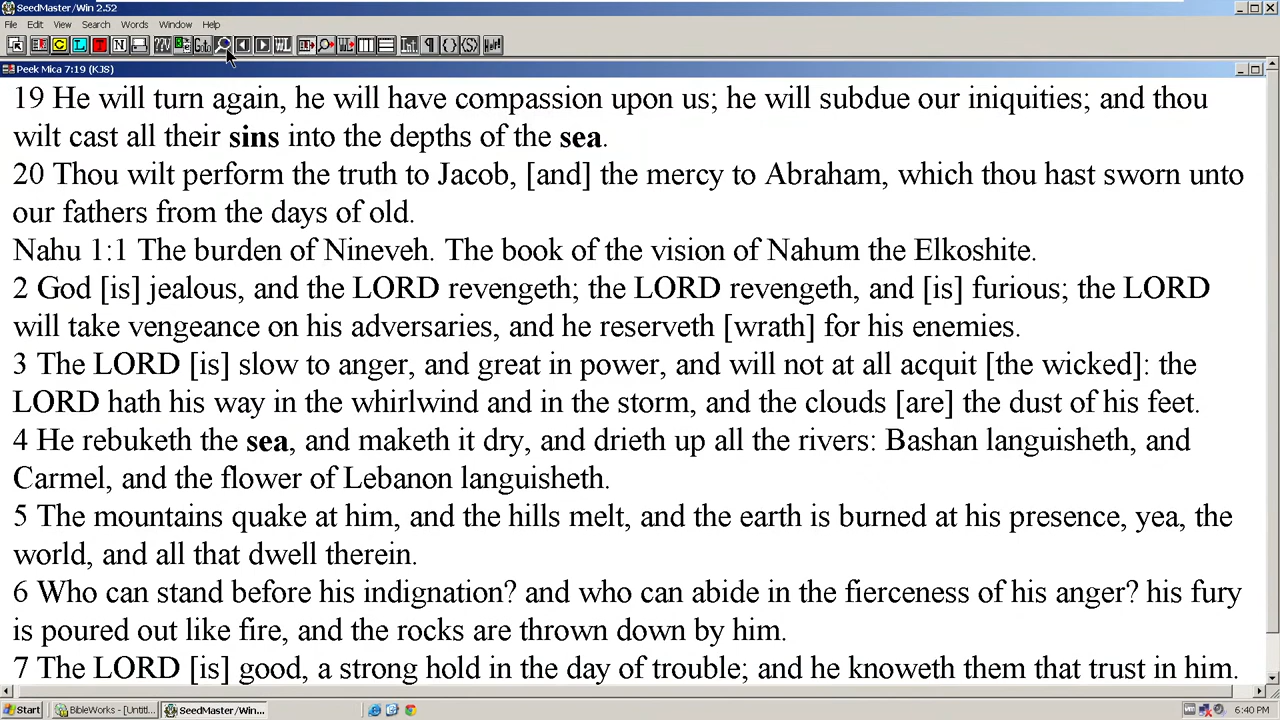 SeedMaster/Win 2.52
File Edit View Search Words Window Help
Peek Mica 7:19 (KJS)
19 He will turn again, he will have compassion upon us; he will subdue our iniquities; and thou
wilt cast all their sins into the depths of the sea.
20 Thou wilt perform the truth to Jacob, [and] the mercy to Abraham, which thou hast sworn unto
our fathers from the days of old.
Nahu 1:1 The burden of Nineveh. The book of the vision of Nahum the Elkoshite.
2 God [is] jealous, and the LORD revengeth; the LORD revengeth, and [is] furious; the LORD
will take vengeance on his adversaries, and he reserveth [wrath] for his enemies.
3 The LORD [is] slow to anger, and great in power, and will not at all acquit [the wicked]: the
LORD hath his way in the whirlwind and in the storm, and the clouds [are] the dust of his feet.
4 He rebuketh the sea, and maketh it dry, and drieth up all the rivers: Bashan languisheth, and
Carmel, and the flower of Lebanon languisheth.
5 The mountains quake at him, and the hills melt, and the earth is burned at his presence, yea, the
world, and all that dwell therein.
6 Who can stand before his indignation? and who can abide in the fierceness of his anger? his fury
is poured out like fire, and the rocks are thrown down by him.
7 The LORD [is] good, a strong hold in the day of trouble; and he knoweth them that trust in him.
Start BibleWorks - [Untitl... SeedMaster/Win... 6:40 PM